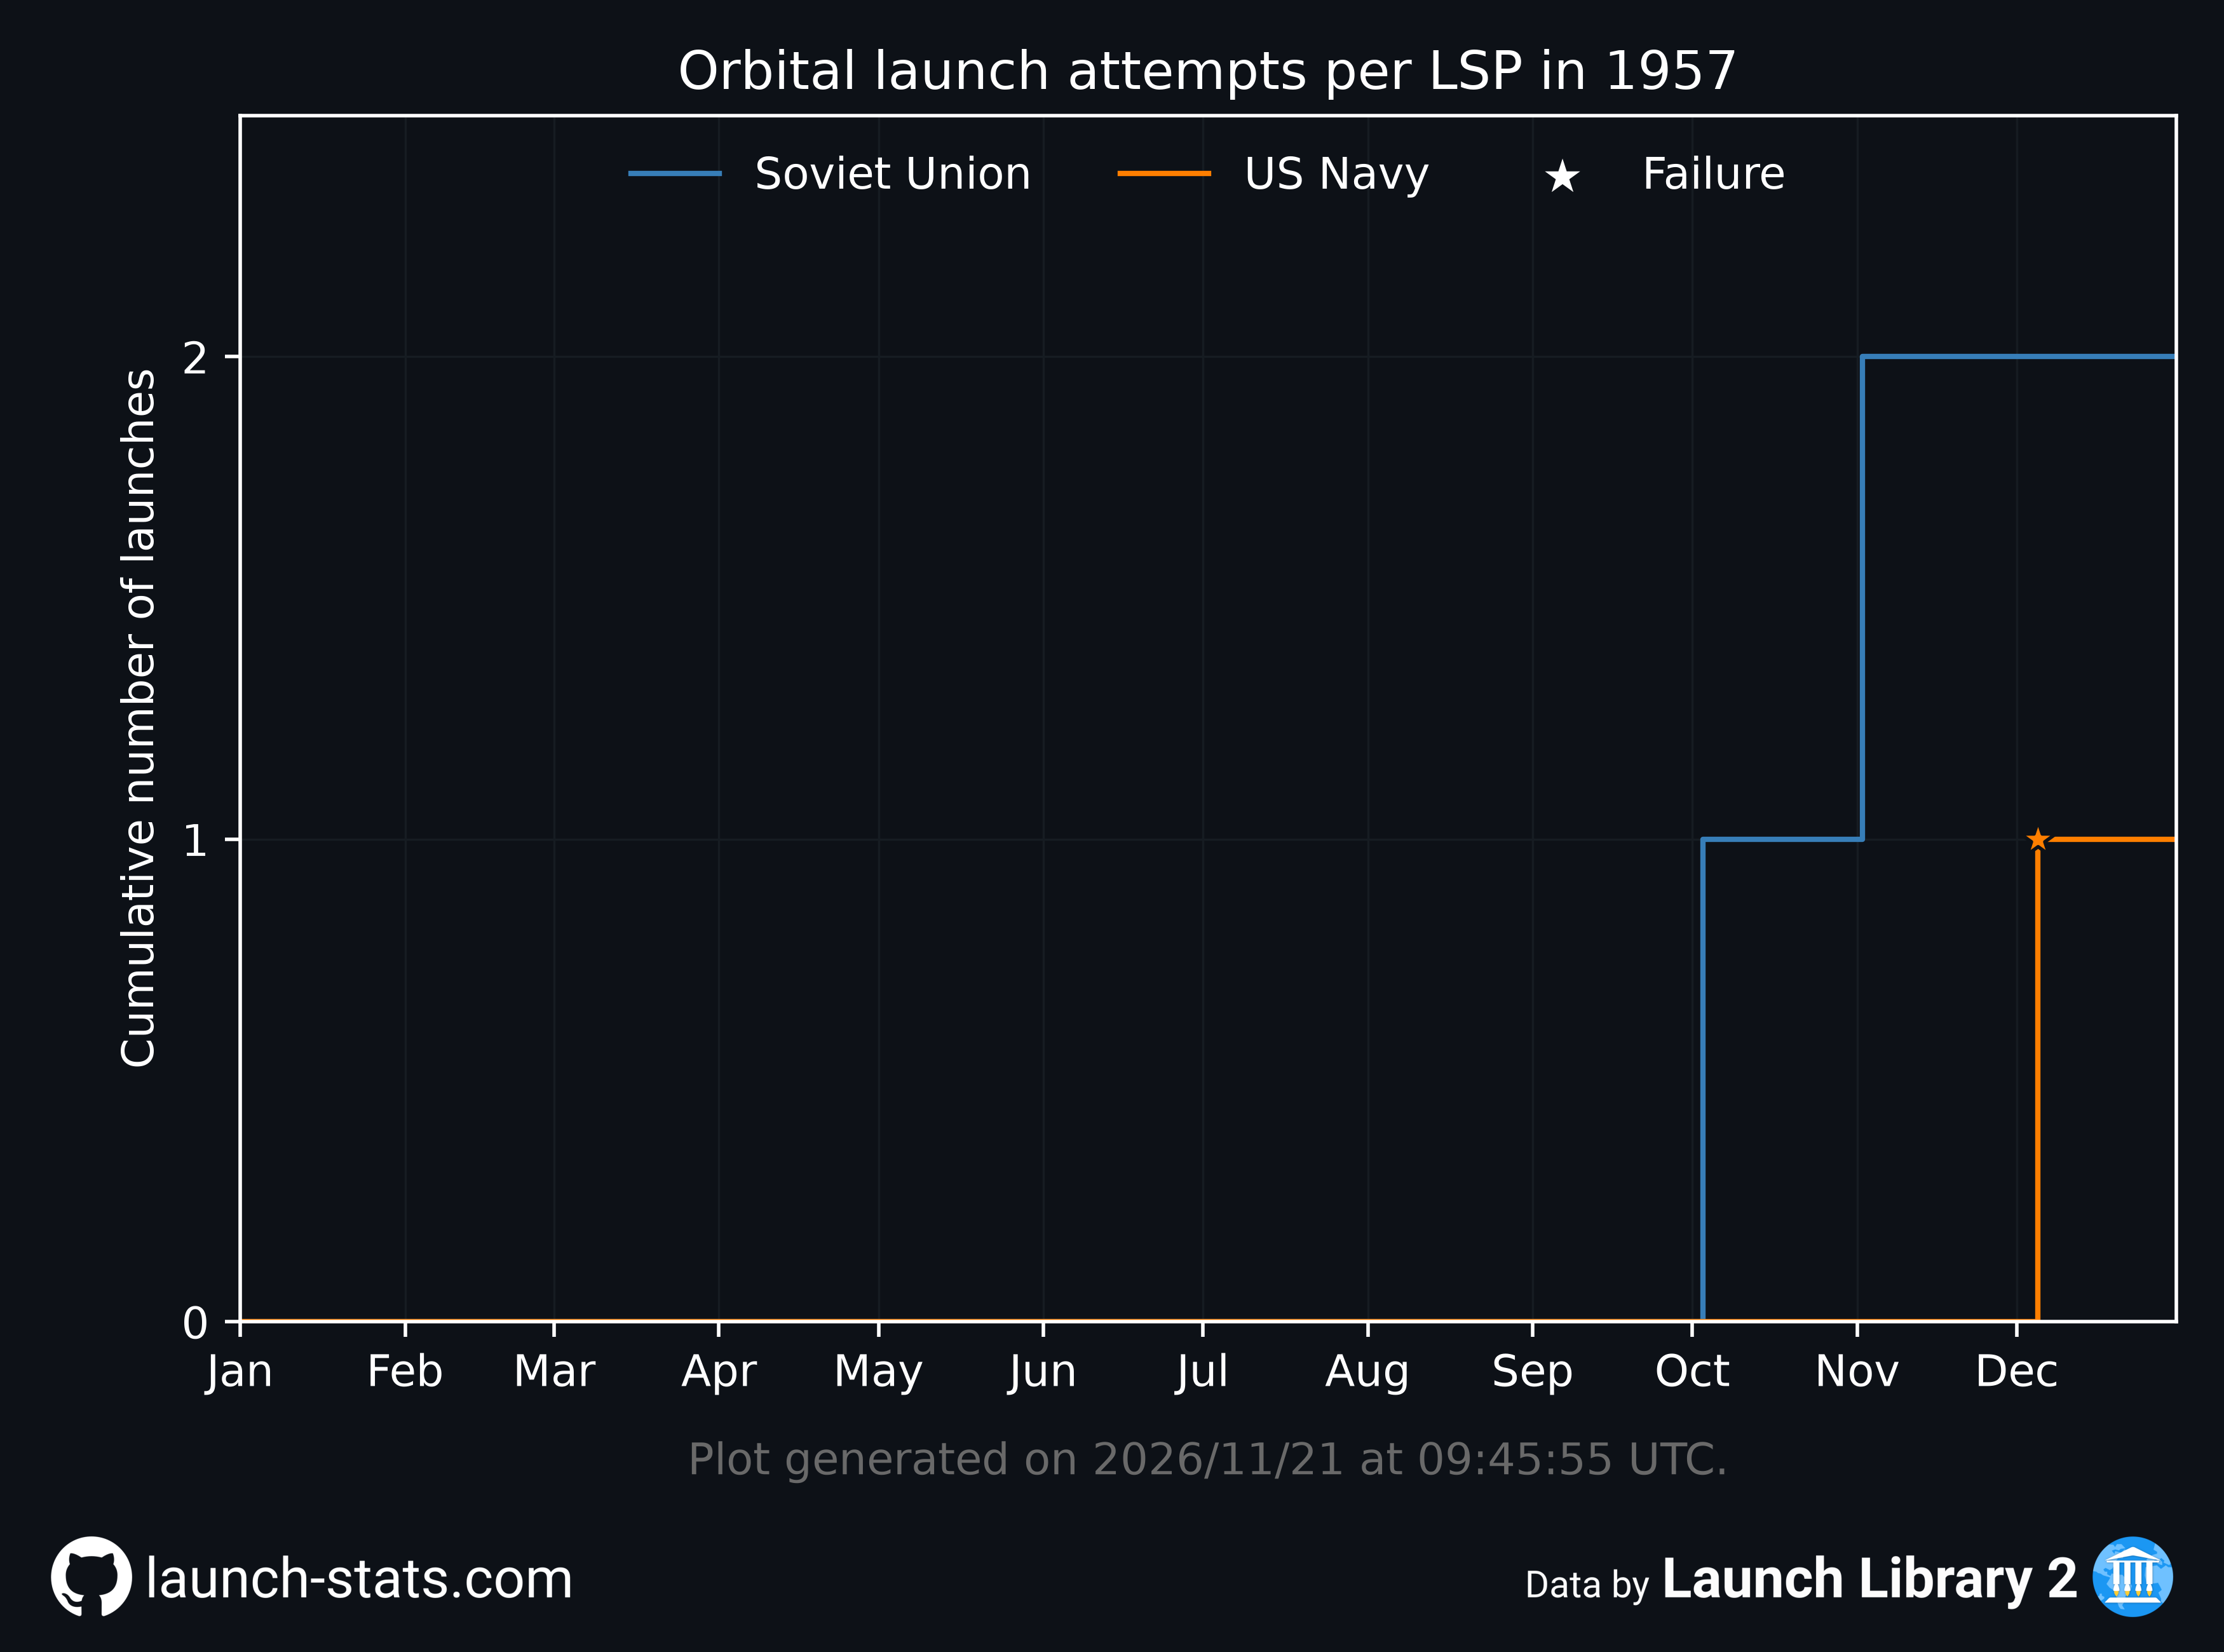 Orbital launch attempts per LSP in 1957
Soviet Union US Navy Failure
Cumulative number of launches
2
1
0
Jan Feb Mar Apr May Jun Jul Aug Sep Oct Nov Dec
Plot generated on 2026/11/21 at 09:45:55 UTC.
launch-stats.com
Data by Launch Library 2